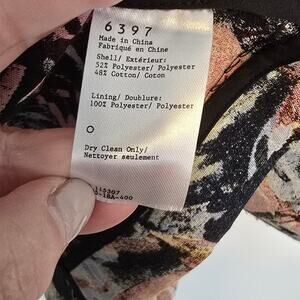 6397
Made in China
Fabriqué en Chine
Shell/ Extérieur:
52% Polyester/ Polyester
48% Cotton/ Coton
Lining/ Doublure:
100% Polyester/ Polyester
Dry Clean Only/
Nettoyer seulement